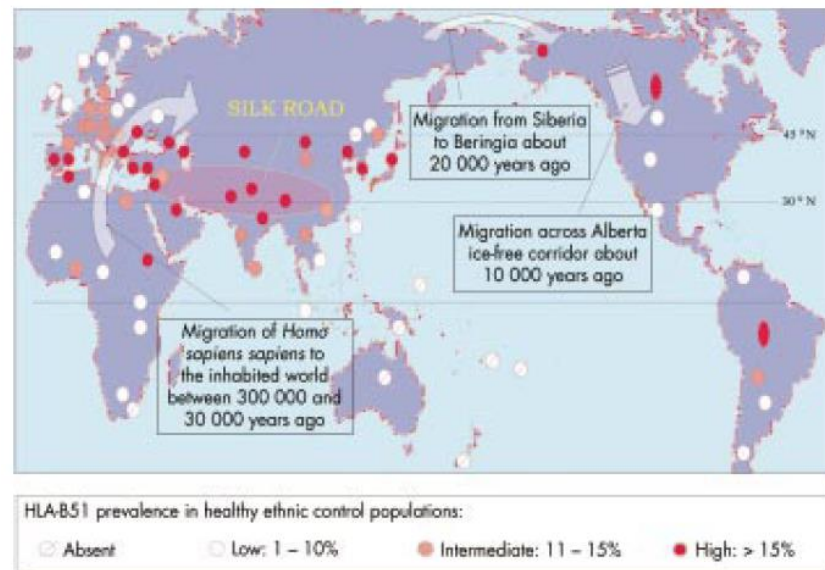 SILK ROAD
Migration from Siberia
to Beringia about
20 000 years ago
45° N
30° N
Migration across Alberta
ice-free corridor about
10 000 years ago
Migration of Homo
sapiens sapiens to
the inhabited world
between 300 000 and
30 000 years ago
HLA-B51 prevalence in healthy ethnic control populations:
Absent Low: 1 – 10% Intermediate: 11 – 15% High: > 15%